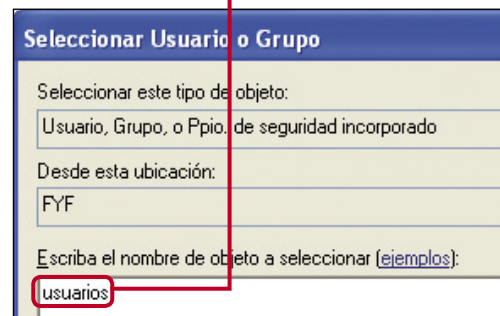 Seleccionar Usuario o Grupo
Seleccionar este tipo de objeto:
Usuario, Grupo, o Ppio. de seguridad incorporado
Desde esta ubicación:
FYF
Escriba el nombre de objeto a seleccionar (ejemplos):
usuarios